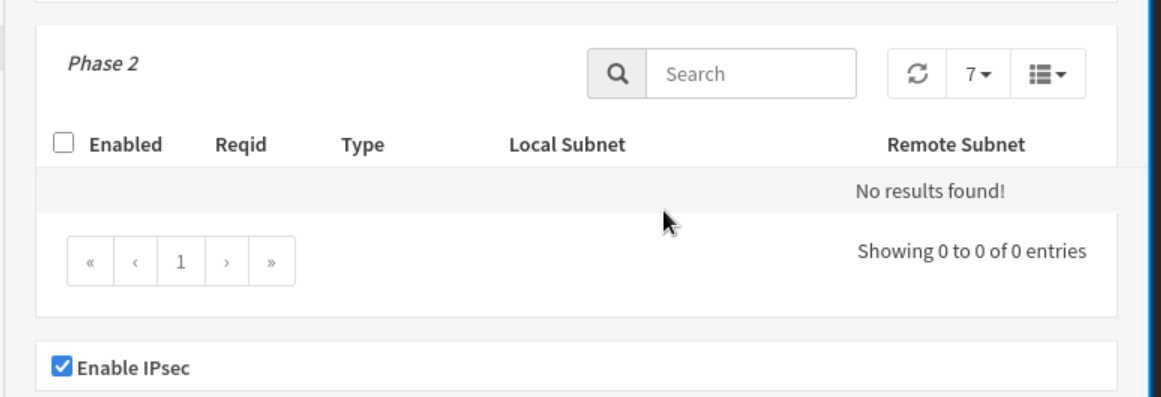 Phase 2
Search
7
Enabled Reqid Type Local Subnet Remote Subnet
No results found!
« ‹ 1 › »
Showing 0 to 0 of 0 entries
Enable IPsec